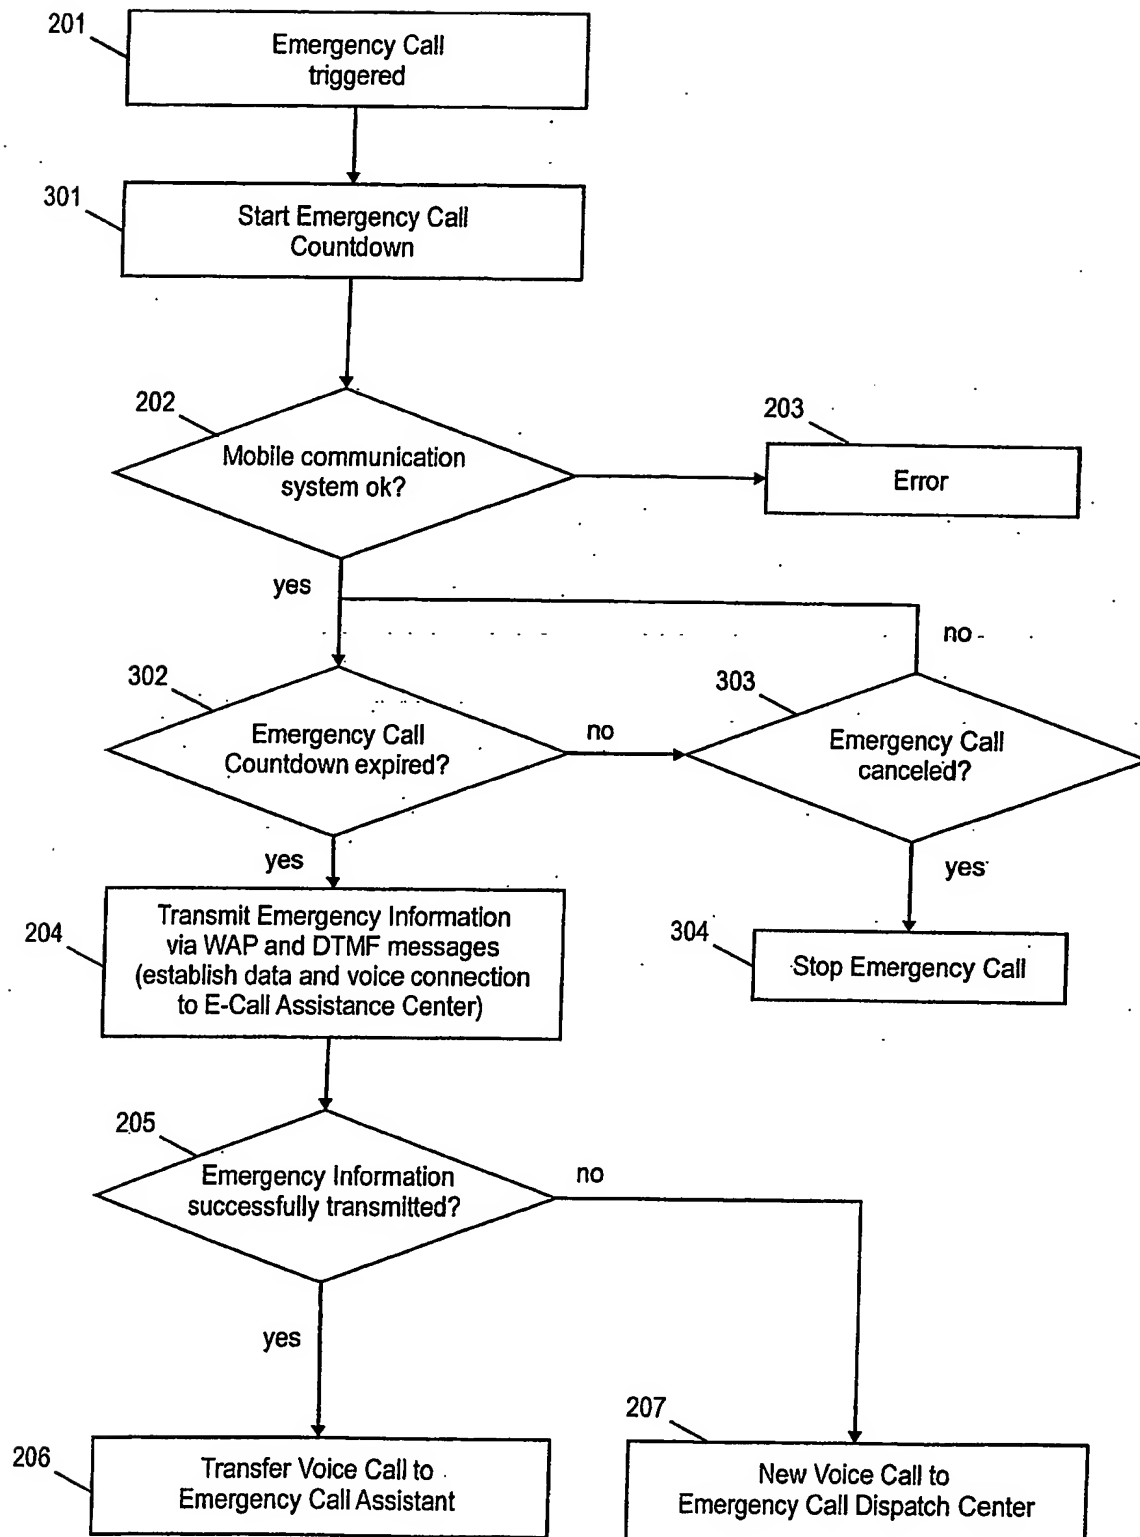 201
Emergency Call
triggered
301
Start Emergency Call
Countdown
202
Mobile communication
system ok?
203
Error
yes
no
302
Emergency Call
Countdown expired?
no
303
Emergency Call
canceled?
yes
yes
204
Transmit Emergency Information
via WAP and DTMF messages
(establish data and voice connection
to E-Call Assistance Center)
304
Stop Emergency Call
205
Emergency Information
successfully transmitted?
no
yes
206
Transfer Voice Call to
Emergency Call Assistant
207
New Voice Call to
Emergency Call Dispatch Center